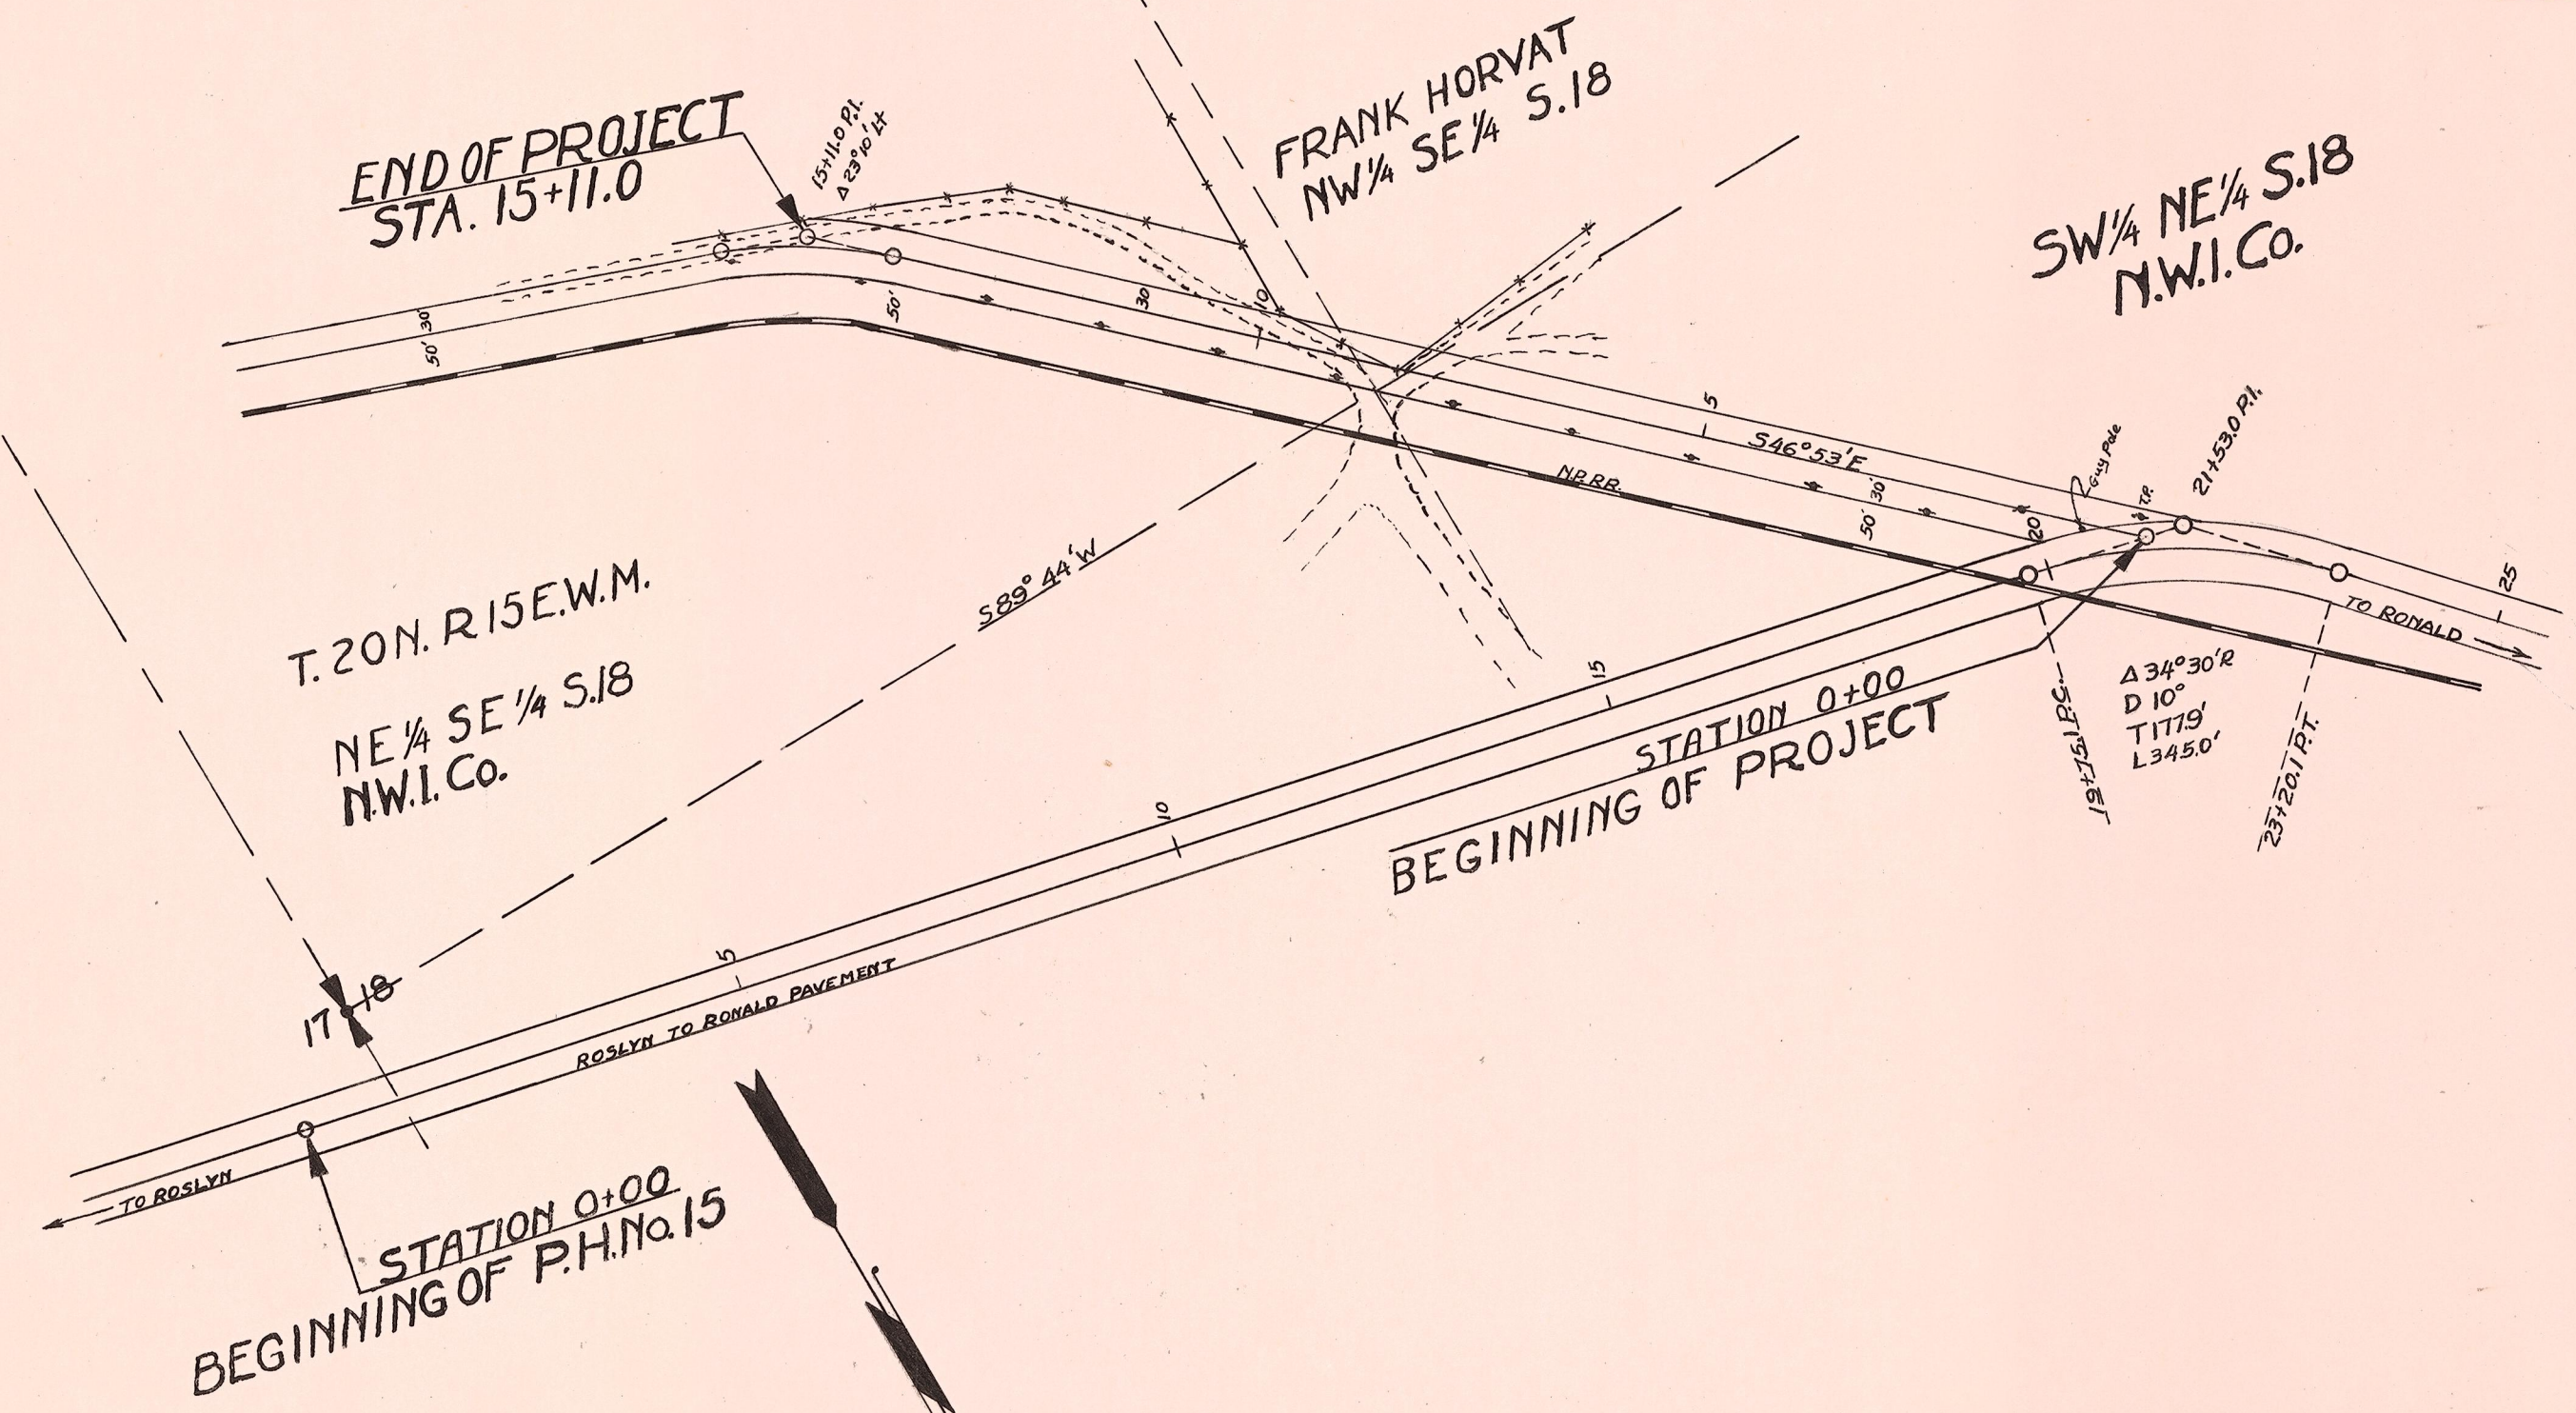 END OF PROJECT
STA. 15+11.0
15+11.0 P.I.
Δ 23°10' Lt
FRANK HORVAT
NW¼ SE¼ S.18
SW¼ NE¼ S.18
N.W.I.Co.
30'
50'
50'
30
10
5
S46°53'E
N.P.RR.
30'
50'
20
Guy Pole
T.P.
21+53.0 P.I.
25
TO RONALD
S89°44'W
T. 20N. R 15 E.W.M.
NE¼ SE¼ S.18
N.W.I.Co.
15
STATION 0+00
BEGINNING OF PROJECT
19+75.1 P.C.
Δ 34°30'R
D 10°
T 177.9'
L 345.0'
23+20.1 P.T.
10
5
17 18
ROSLYN TO RONALD PAVEMENT
TO ROSLYN
STATION 0+00
BEGINNING OF P.H.No.15